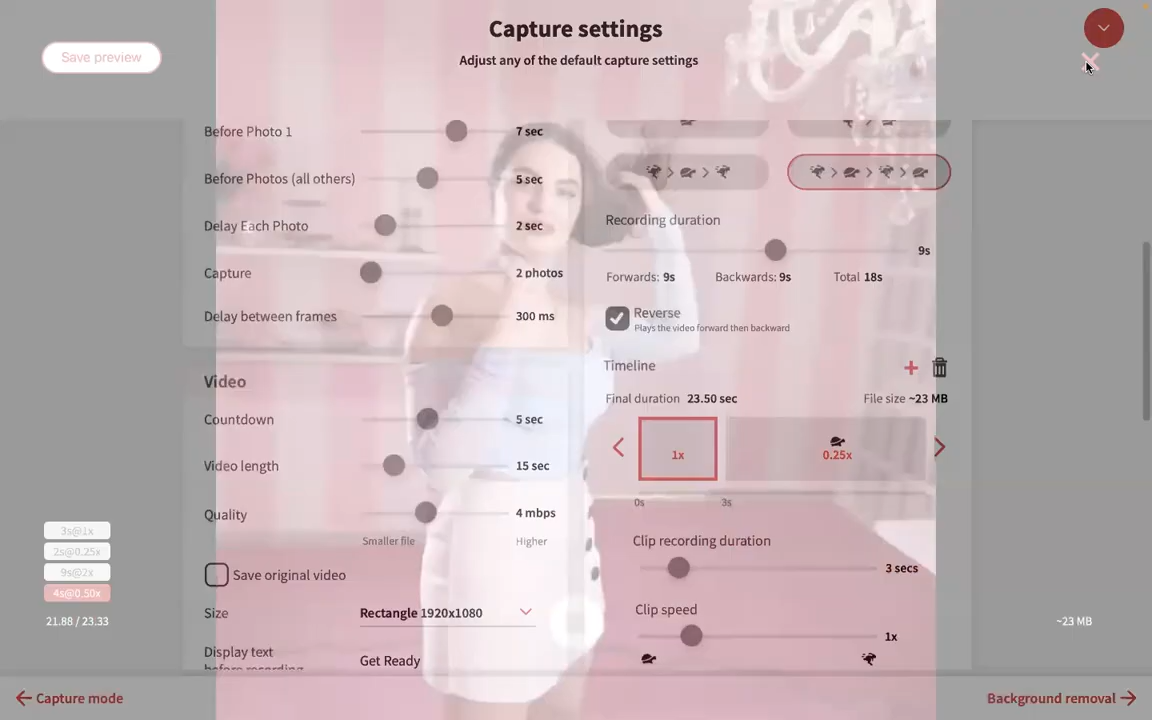 Capture settings
Adjust any of the default capture settings
Save preview
Before Photo 1
7 sec
Before Photos (all others)
5 sec
Delay Each Photo
2 sec
Capture
2 photos
Delay between frames
300 ms
Video
Countdown
5 sec
Video length
15 sec
Quality
4 mbps
Smaller file
Higher
Save original video
Size
Rectangle 1920x1080
Display text
before recording
Get Ready
Recording duration
9s
Forwards: 9s
Backwards: 9s
Total 18s
Reverse
Plays the video forward then backward
Timeline
Final duration 23.50 sec
File size ~23 MB
1x
0.25x
0s
3s
Clip recording duration
3 secs
Clip speed
1x
3s@1x
2s@0.25x
9s@2x
4s@0.50x
21.88 / 23.33
~23 MB
Capture mode
Background removal